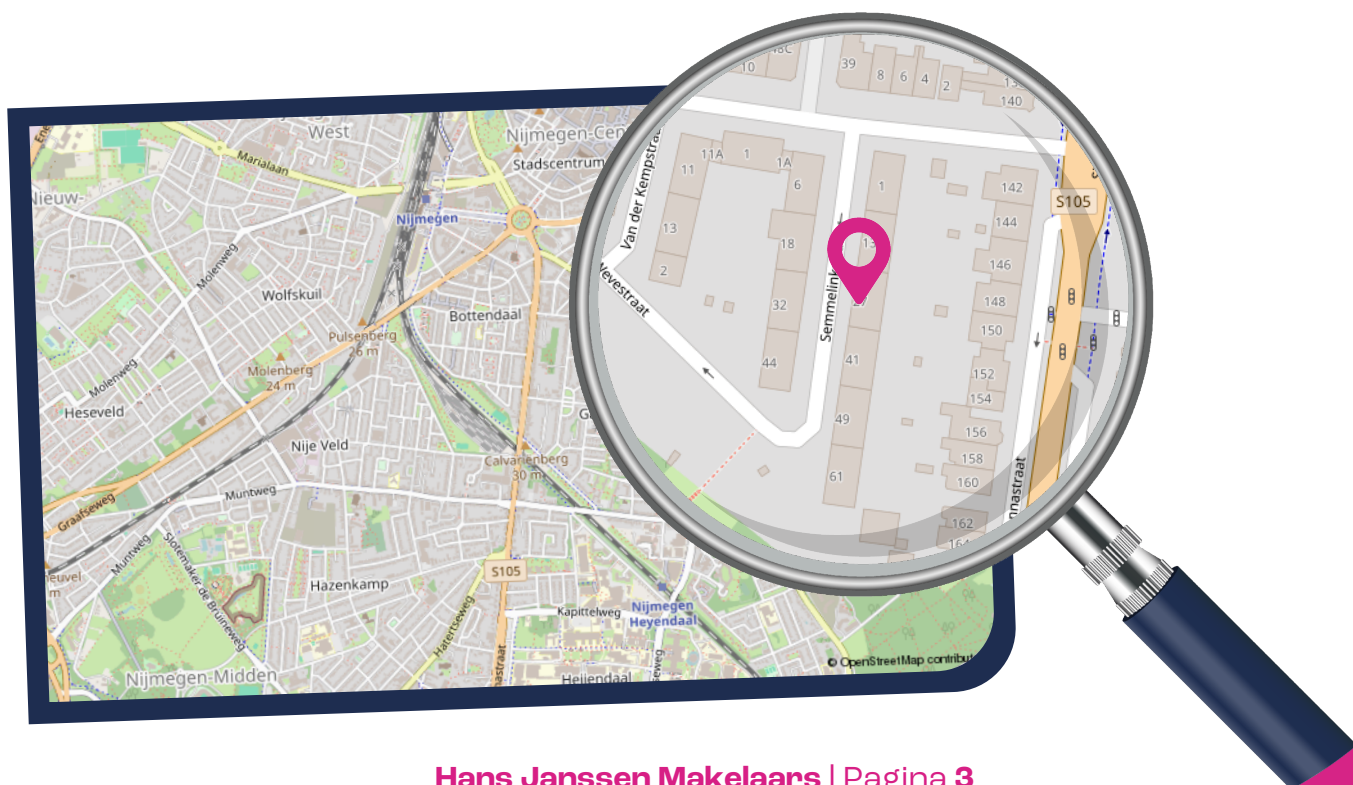 West
Nijmegen-Cen
Stadscentrum
Marialaan
Nieuw-
Nijmegen
Molenweg
Wolfskuil
Bottendaal
Pulsenberg
26 m
Molenberg
24 m
Molenweg
Heseveld
Nije Veld
Calvariënberg
30 m
Graafseweg
Muntweg
Muntweg
Slotemaker de Bruïneweg
Hazenkamp
S105
Hatertseweg
Kapittelweg
Nijmegen
Heyendaal
Nijmegen-Midden
Heijendaal
© OpenStreetMap contribut
10
39
8
6
4
2
140
Van der Kempstra
11
11A
1
1A
6
1
142
S105
13
18
144
2
146
Nevestraat
32
Semmelink
148
150
44
41
152
154
49
156
158
61
160
nnastraat
162
Hans Janssen Makelaars | Pagina 3